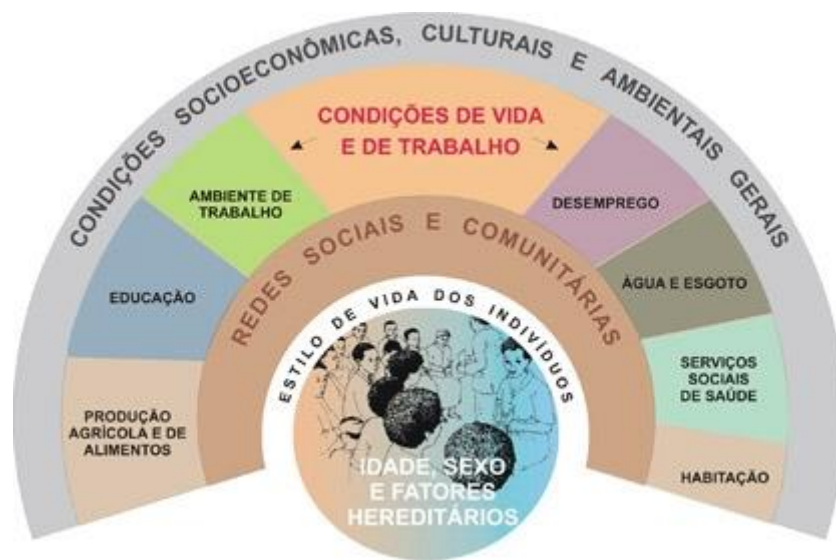 CONDIÇÕES SOCIOECONÔMICAS, CULTURAIS E AMBIENTAIS GERAIS
CONDIÇÕES DE VIDA
E DE TRABALHO
AMBIENTE DE
TRABALHO
DESEMPREGO
EDUCAÇÃO
ÁGUA E ESGOTO
PRODUÇÃO
AGRÍCOLA E DE
ALIMENTOS
SERVIÇOS
SOCIAIS
DE SAÚDE
HABITAÇÃO
REDES SOCIAIS E COMUNITÁRIAS
ESTILO DE VIDA DOS INDIVÍDUOS
IDADE, SEXO
E FATORES
HEREDITÁRIOS